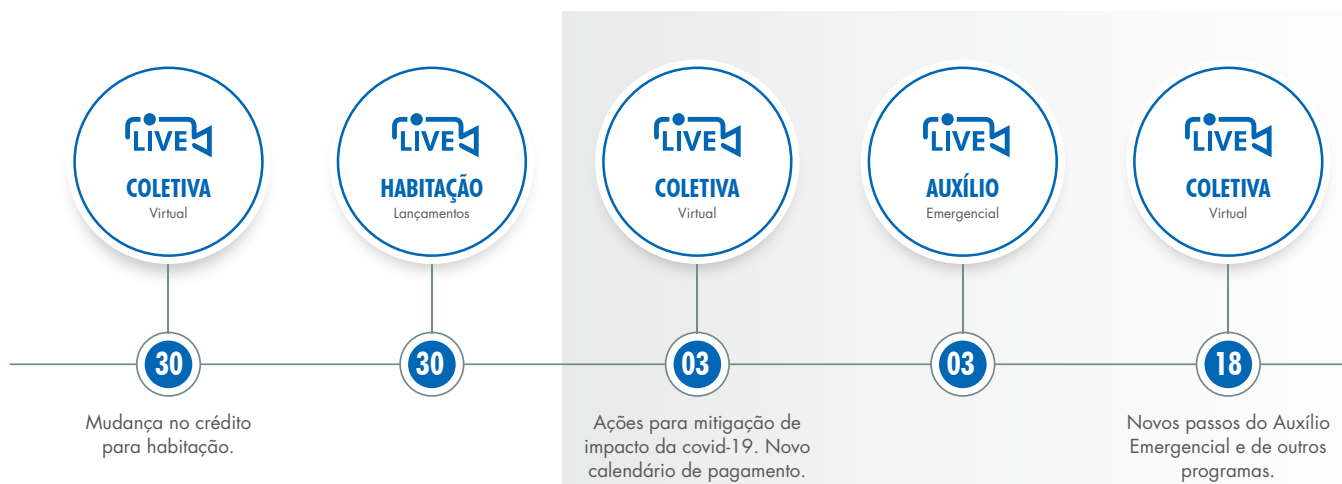 LIVE
COLETIVA
Virtual
30
Mudança no crédito
para habitação.
LIVE
HABITAÇÃO
Lançamentos
30
LIVE
COLETIVA
Virtual
03
Ações para mitigação de
impacto da covid-19. Novo
calendário de pagamento.
LIVE
AUXÍLIO
Emergencial
03
LIVE
COLETIVA
Virtual
18
Novos passos do Auxílio
Emergencial e de outros
programas.